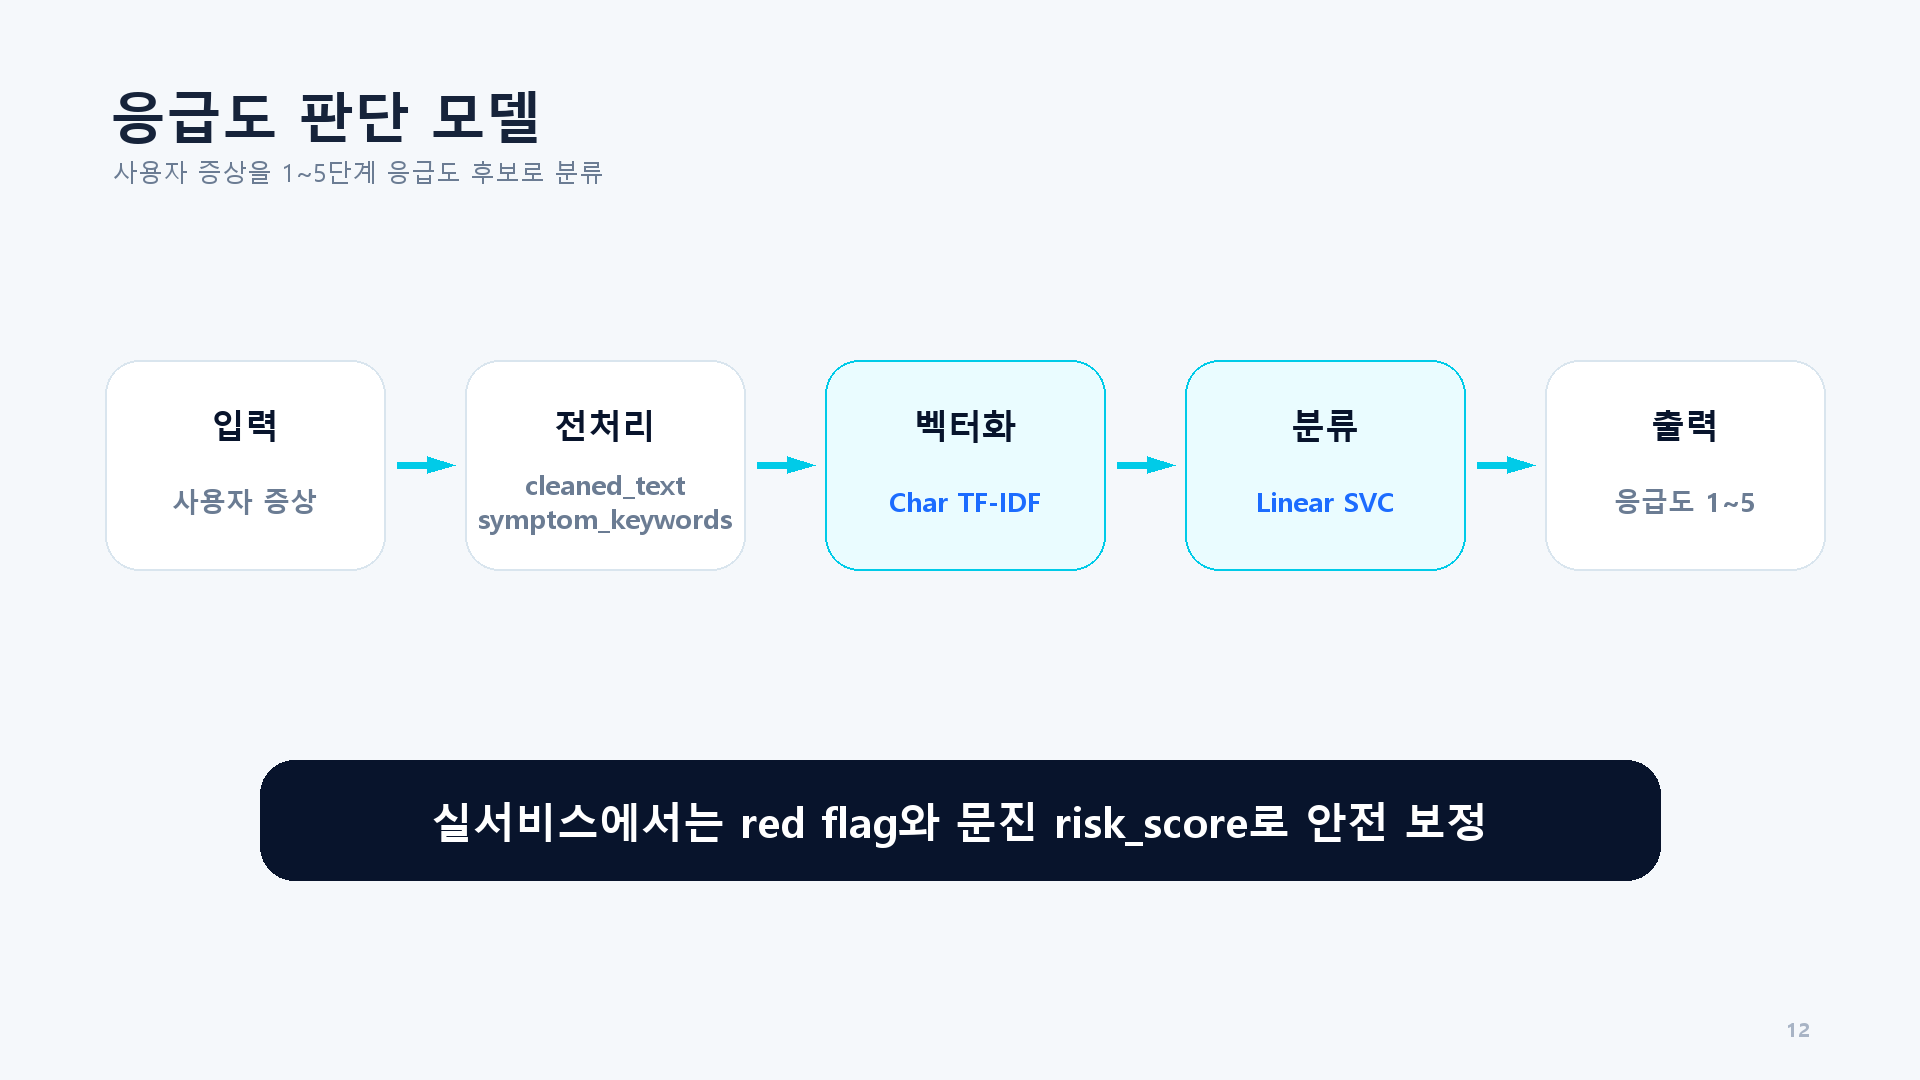 응급도 판단 모델
사용자 증상을 1~5단계 응급도 후보로 분류
입력
사용자 증상
전처리
cleaned_text
symptom_keywords
벡터화
Char TF-IDF
분류
Linear SVC
출력
응급도 1~5
실서비스에서는 red flag와 문진 risk_score로 안전 보정
12